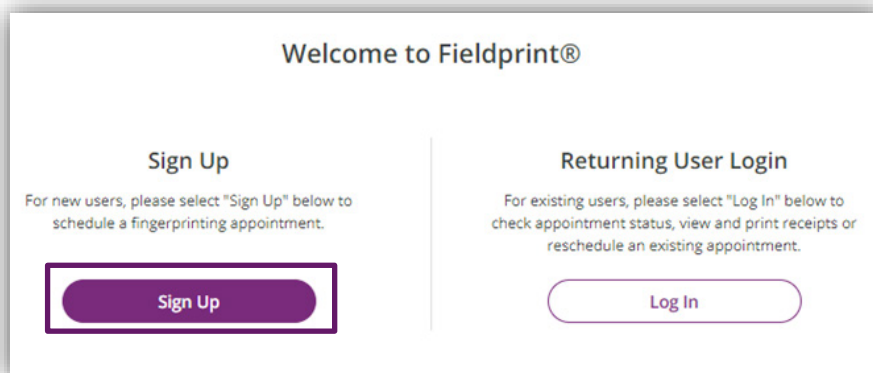 Welcome to Fieldprint®
Sign Up
For new users, please select "Sign Up" below to
schedule a fingerprinting appointment.
Sign Up
Returning User Login
For existing users, please select "Log In" below to
check appointment status, view and print receipts or
reschedule an existing appointment.
Log In